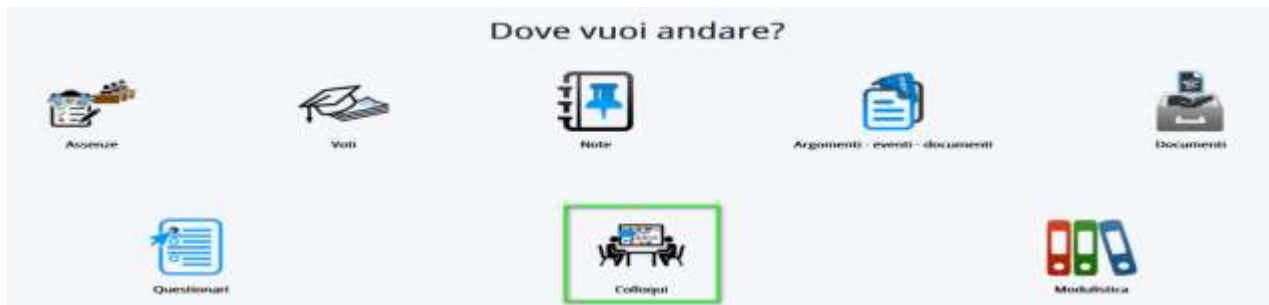 Dove vuoi andare?
Assenze
Voti
Note
Argomenti - eventi - documenti
Documenti
Questionari
Colloqui
Modulistica